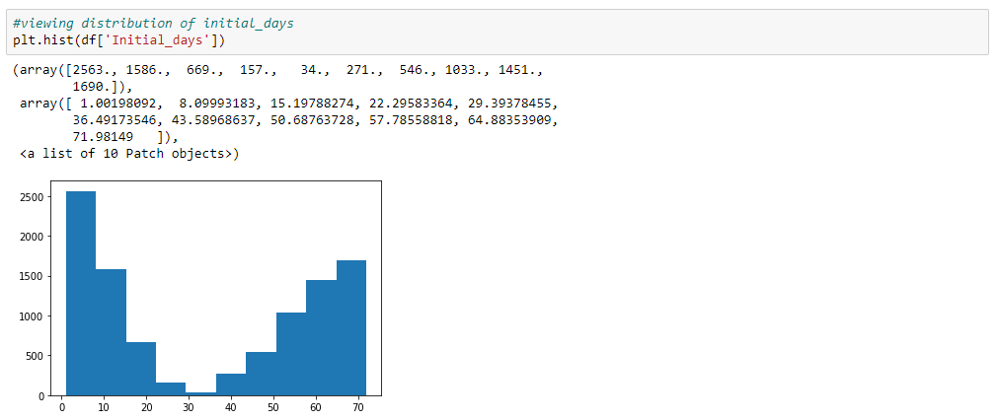 #viewing distribution of initial_days
plt.hist(df['Initial_days'])
(array([2563., 1586., 669., 157., 34., 271., 546., 1033., 1451.,
1690.]),
array([ 1.00198092, 8.09993183, 15.19788274, 22.29583364, 29.39378455,
36.49173546, 43.58968637, 50.68763728, 57.78558818, 64.88353909,
71.98149 ]),
<a list of 10 Patch objects>)
2500
2000
1500
1000
500
0
0 10 20 30 40 50 60 70